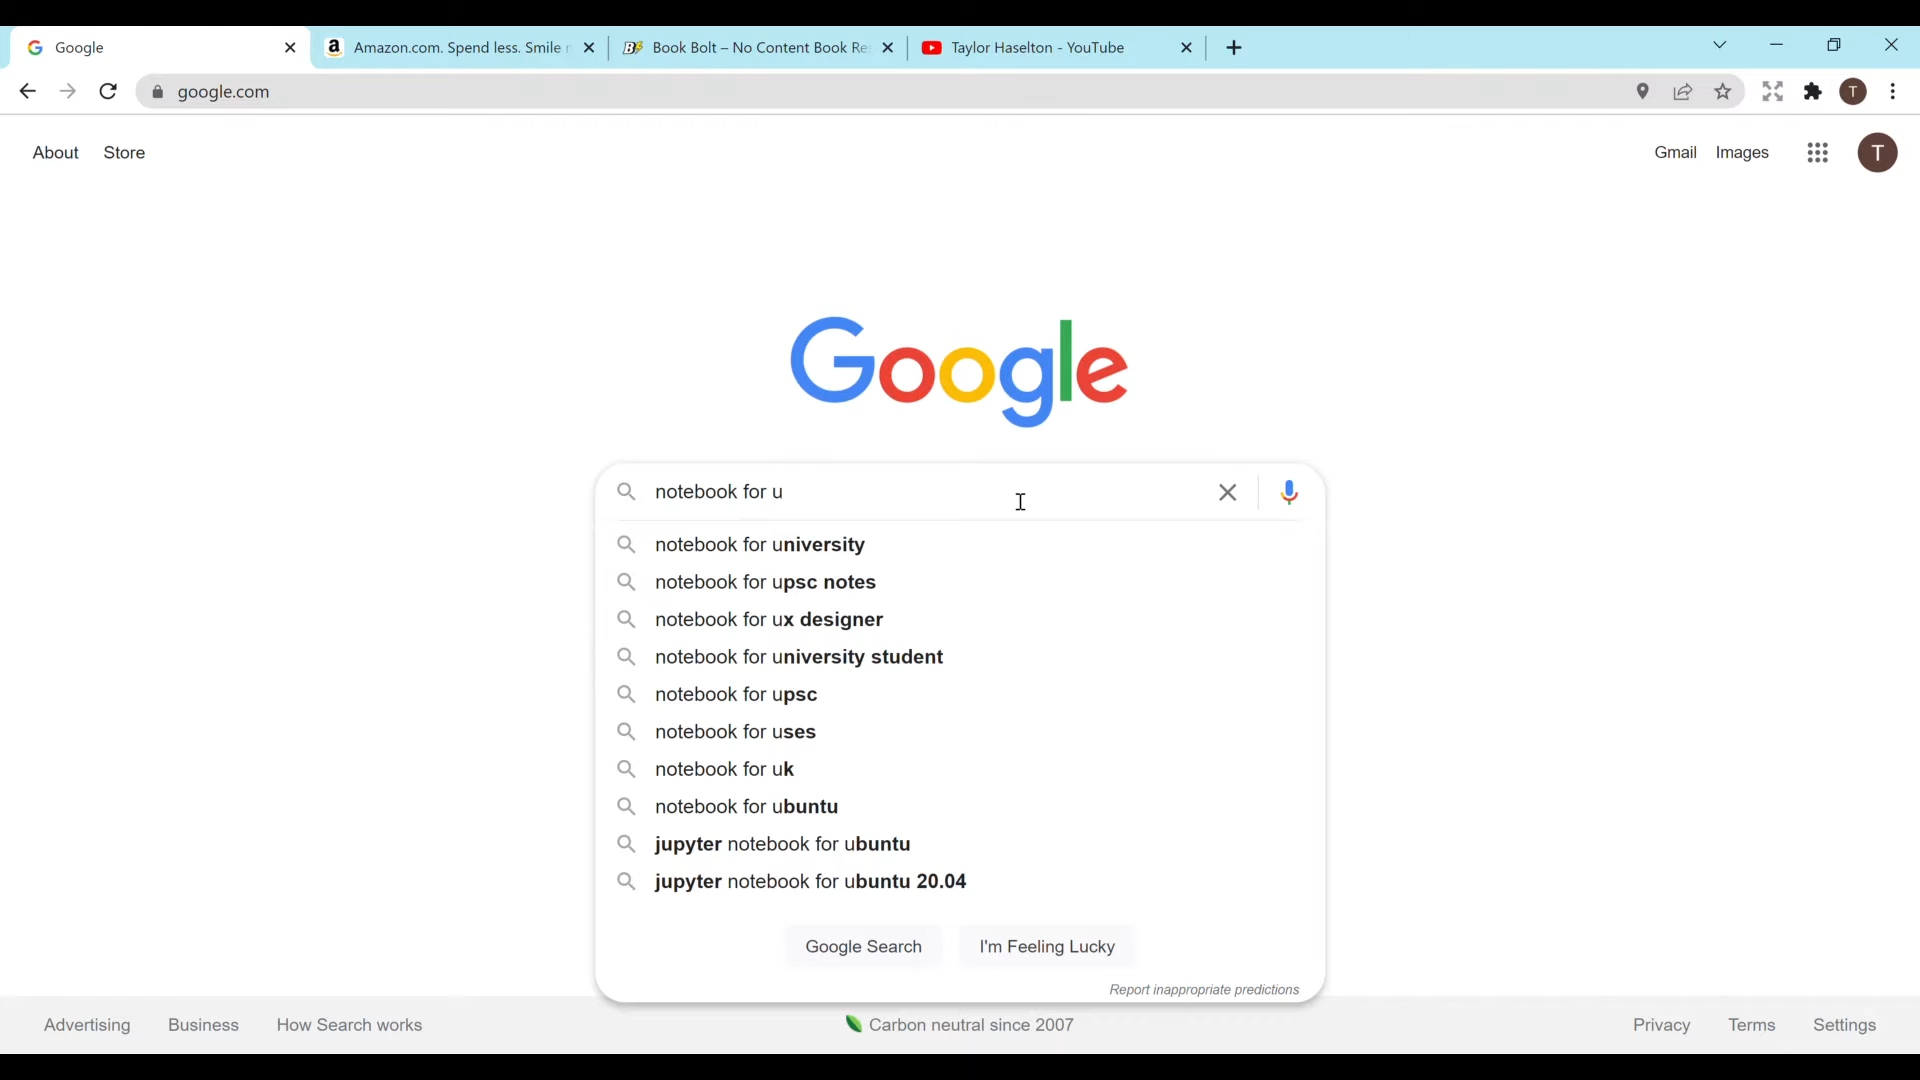 Google
Amazon.com. Spend less. Smile
Book Bolt – No Content Book Re
Taylor Haselton - YouTube
google.com
T
About
Store
Gmail
Images
T
Google
notebook for u
notebook for university
notebook for upsc notes
notebook for ux designer
notebook for university student
notebook for upsc
notebook for uses
notebook for uk
notebook for ubuntu
jupyter notebook for ubuntu
jupyter notebook for ubuntu 20.04
Google Search
I'm Feeling Lucky
Report inappropriate predictions
Advertising
Business
How Search works
Carbon neutral since 2007
Privacy
Terms
Settings